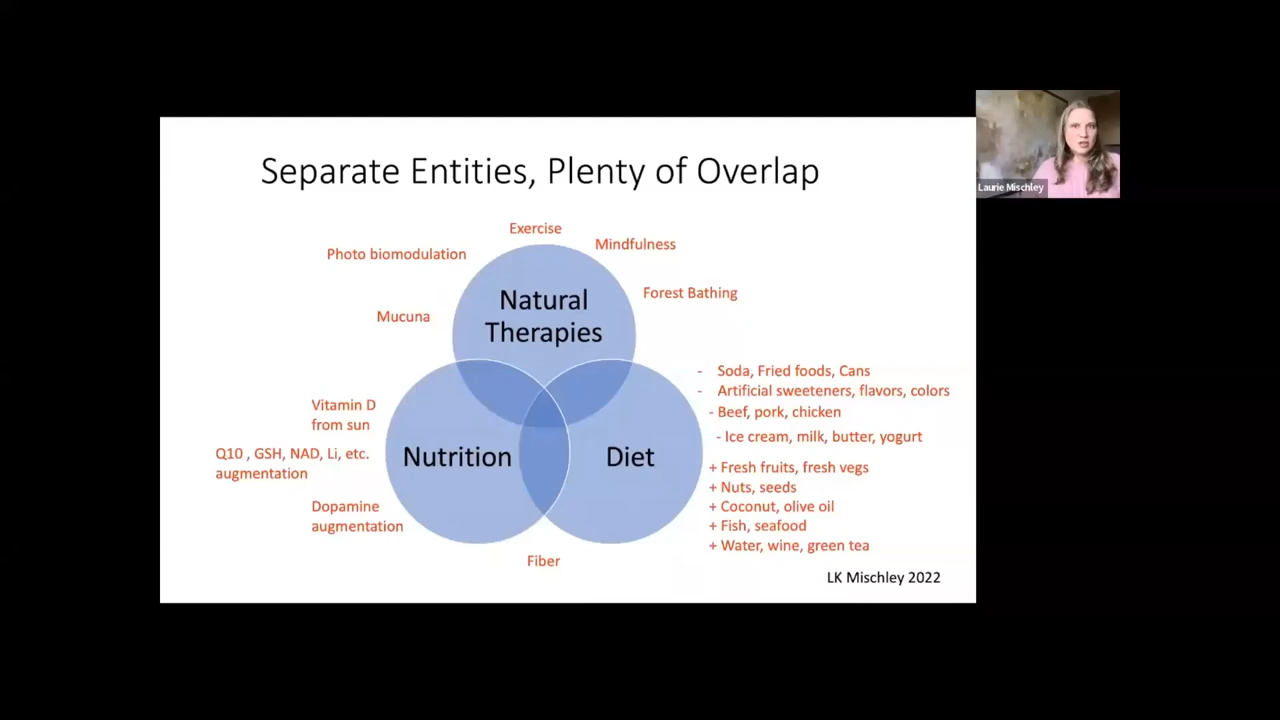 Separate Entities, Plenty of Overlap
Exercise
Mindfulness
Photo biomodulation
Forest Bathing
Mucuna
Natural
Therapies
Vitamin D
from sun
Q10 , GSH, NAD, Li, etc.
augmentation
Dopamine
augmentation
Nutrition
Diet
Fiber
- Soda, Fried foods, Cans
- Artificial sweeteners, flavors, colors
- Beef, pork, chicken
- Ice cream, milk, butter, yogurt
+ Fresh fruits, fresh vegs
+ Nuts, seeds
+ Coconut, olive oil
+ Fish, seafood
+ Water, wine, green tea
LK Mischley 2022
Laurie Mischley